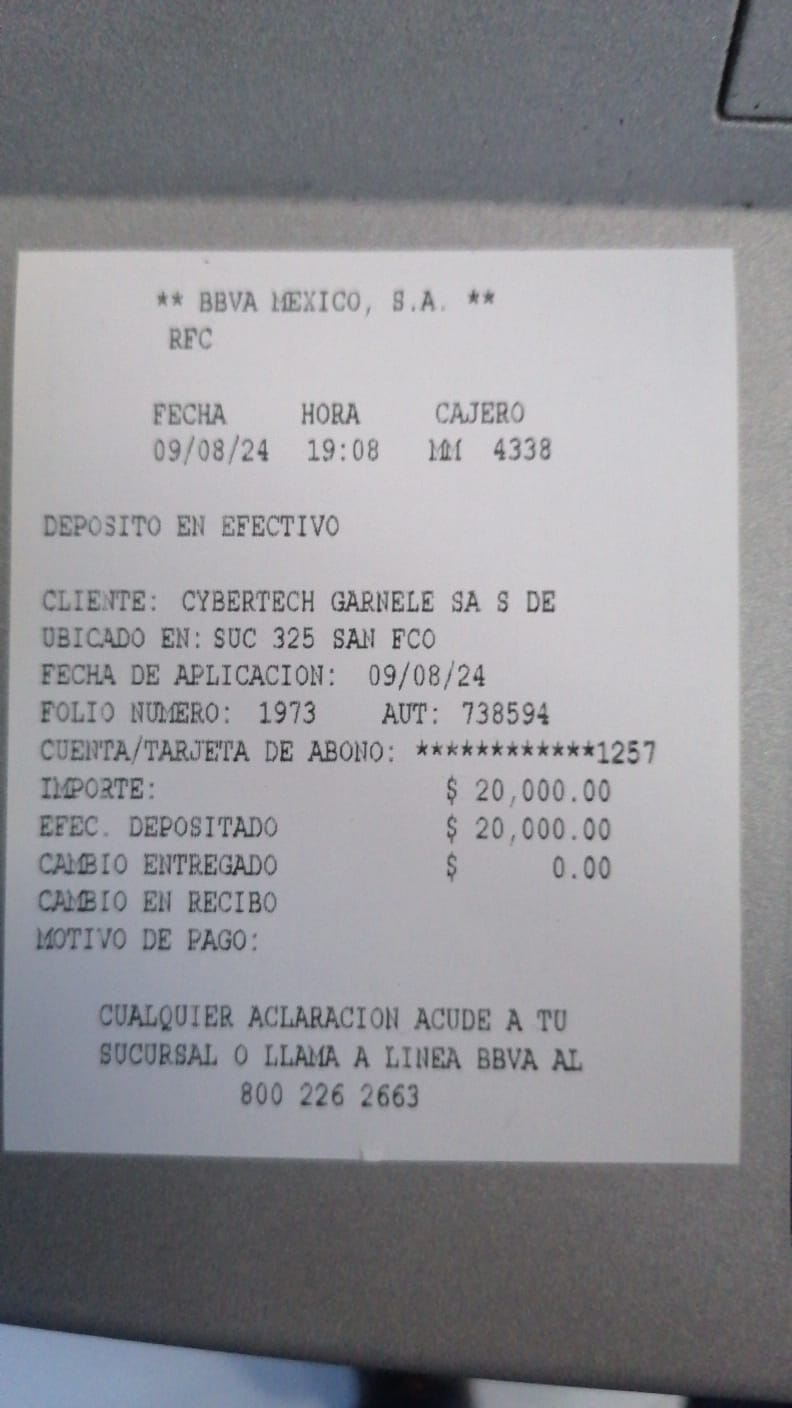 ** BBVA MEXICO, S.A. **
RFC
FECHA HORA CAJERO
09/08/24 19:08 MM 4338
DEPOSITO EN EFECTIVO
CLIENTE: CYBERTECH GARNELE SA S DE
UBICADO EN: SUC 325 SAN FCO
FECHA DE APLICACION: 09/08/24
FOLIO NUMERO: 1973 AUT: 738594
CUENTA/TARJETA DE ABONO: ************1257
IMPORTE: $ 20,000.00
EFEC. DEPOSITADO $ 20,000.00
CAMBIO ENTREGADO $ 0.00
CAMBIO EN RECIBO
MOTIVO DE PAGO:
CUALQUIER ACLARACION ACUDE A TU
SUCURSAL O LLAMA A LINEA BBVA AL
800 226 2663